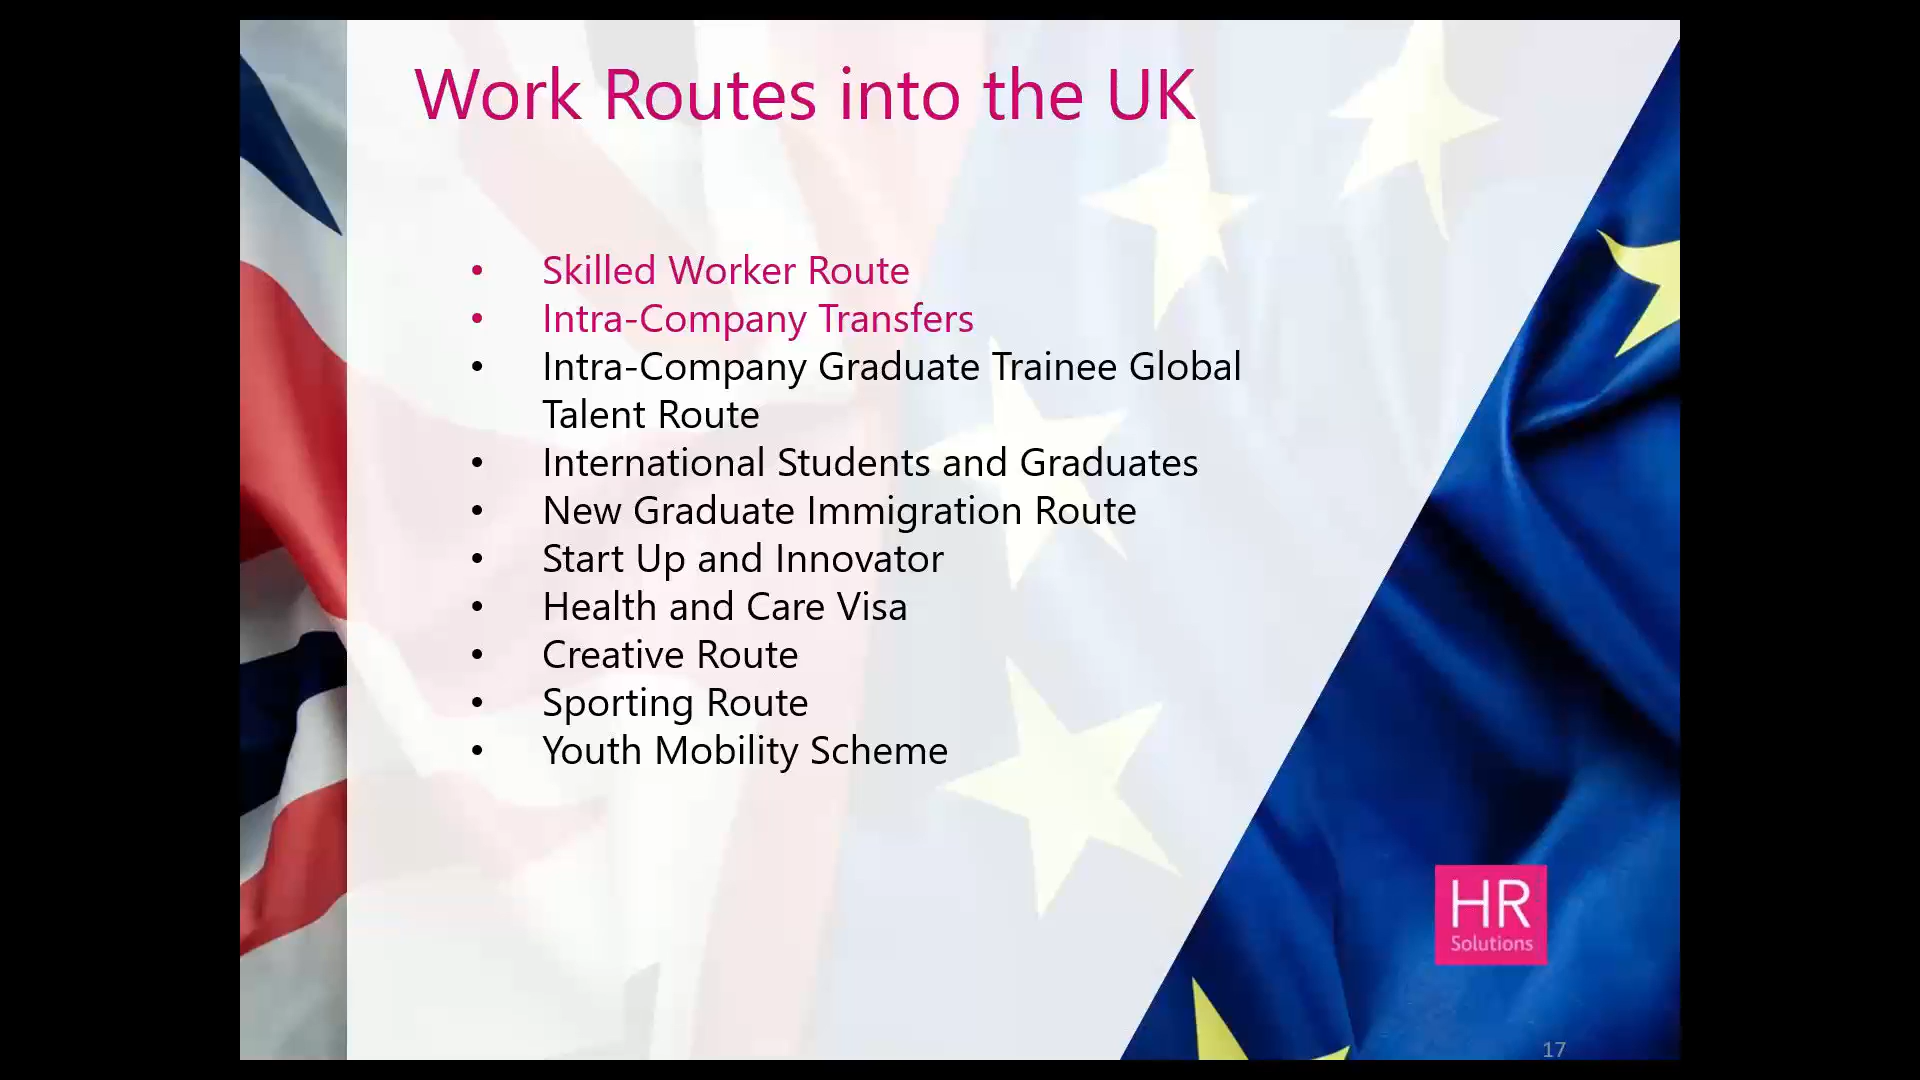 Work Routes into the UK
• Skilled Worker Route
• Intra-Company Transfers
• Intra-Company Graduate Trainee Global
Talent Route
• International Students and Graduates
• New Graduate Immigration Route
• Start Up and Innovator
• Health and Care Visa
• Creative Route
• Sporting Route
• Youth Mobility Scheme
HR
Solutions
17